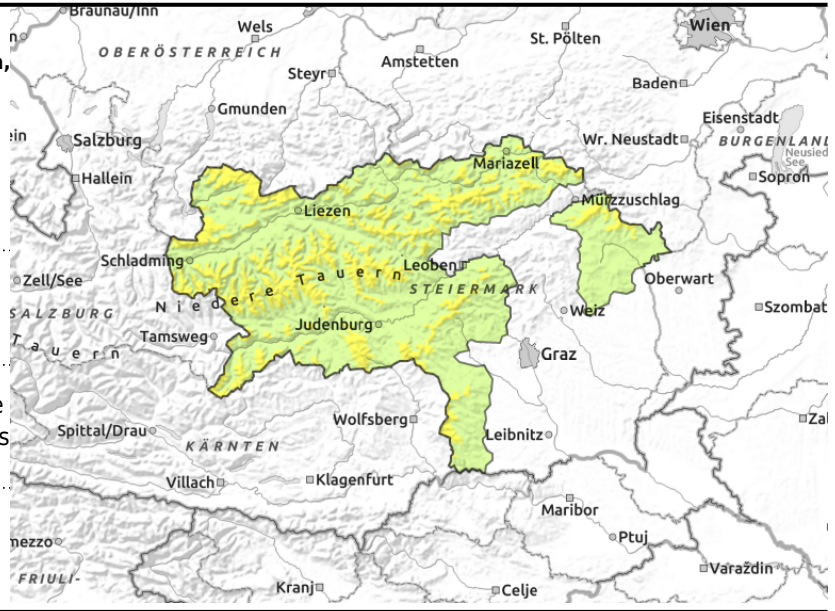 Braunau/Inn
Wien
Wels
St. Pölten
OBERÖSTERREICH
Amstetten
Steyr
Baden
Gmunden
Eisenstadt
Salzburg
Wr. Neustadt
BURGENLAND
Neusied
See
Mariazell
Hallein
Sopron
Mürzzuschlag
Liezen
Schladming
Leoben
Zell/See
Niedere Tauern
STEIERMARK
Oberwart
SALZBURG
Weiz
Szombat
Tamsweg
Judenburg
Tauern
Graz
Wolfsberg
Spittal/Drau
Leibnitz
KÄRNTEN
Villach
Klagenfurt
Maribor
mezzo
Ptuj
Varaždin
FRIULI-
Kranj
Celje